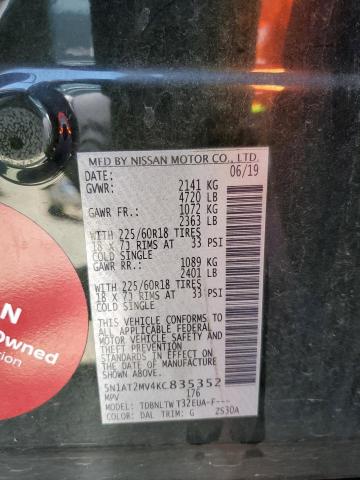 MFD BY NISSAN MOTOR CO., LTD.
DATE: 06/19
GVWR: 2141 KG
4720 LB
GAWR FR.: 1072 KG
2363 LB
WITH 225/60R18 TIRES
18 x 7J RIMS AT 33 PSI
COLD SINGLE
GAWR RR.: 1089 KG
2401 LB
WITH 225/60R18 TIRES
18 x 7J RIMS AT 33 PSI
COLD SINGLE
THIS VEHICLE CONFORMS TO
ALL APPLICABLE FEDERAL
MOTOR VEHICLE SAFETY AND
THEFT PREVENTION
STANDARDS IN EFFECT ON
THE DATE OF MANUFACTURE
SHOWN ABOVE.
5N1AT2MV4KC835352
MPV 176
MODEL: TDBNLTWT32EUA-F---
COLOR: DAL TRIM: G ZS30A
N
Owned
ction